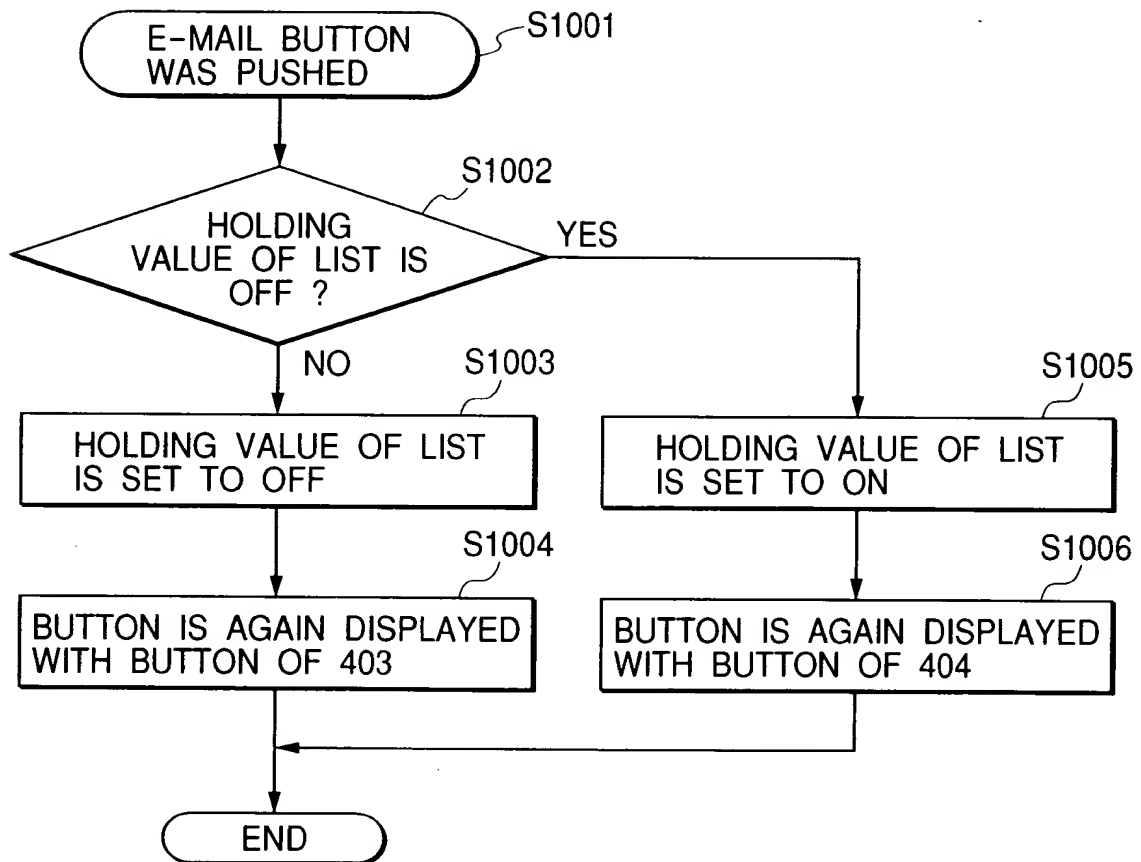 E-MAIL BUTTON
WAS PUSHED
S1001
S1002
HOLDING
VALUE OF LIST IS
OFF ?
YES
NO
S1003
HOLDING VALUE OF LIST
IS SET TO OFF
S1005
HOLDING VALUE OF LIST
IS SET TO ON
S1004
BUTTON IS AGAIN DISPLAYED
WITH BUTTON OF 403
S1006
BUTTON IS AGAIN DISPLAYED
WITH BUTTON OF 404
END